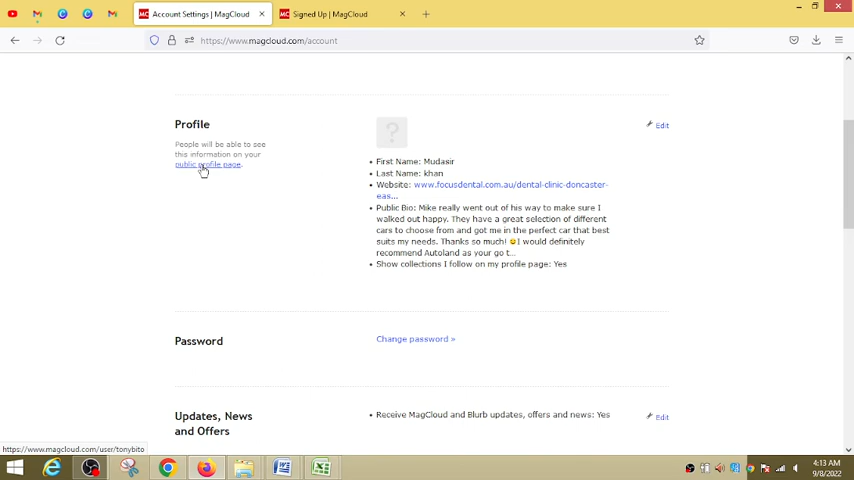 Account Settings | MagCloud
Signed Up | MagCloud
https://www.magcloud.com/account
Profile
Edit
People will be able to see
this information on your
public profile page.
First Name: Mudasir
Last Name: khan
Website: www.focusdental.com.au/dental-clinic-doncaster-
eas...
Public Bio: Mike really went out of his way to make sure I
walked out happy. They have a great selection of different
cars to choose from and got me in the perfect car that best
suits my needs. Thanks so much! 😀I would definitely
recommend Autoland as your go t...
Show collections I follow on my profile page: Yes
Password
Change password »
Updates, News
and Offers
Receive MagCloud and Blurb updates, offers and news: Yes
Edit
https://www.magcloud.com/user/tonybito
4:13 AM
9/8/2022